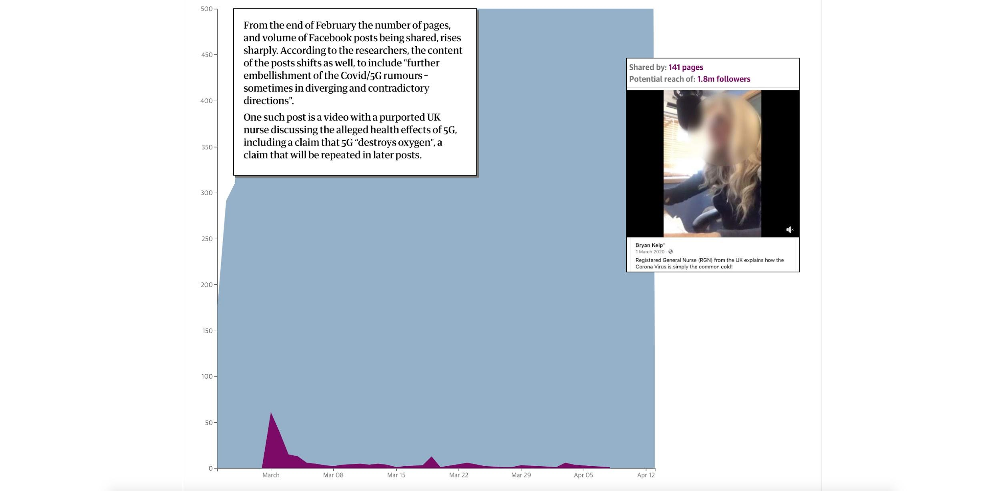 500
450
400
350
300
250
200
150
100
50
0
From the end of February the number of pages,
and volume of Facebook posts being shared, rises
sharply. According to the researchers, the content
of the posts shifts as well, to include "further
embellishment of the Covid/5G rumours –
sometimes in diverging and contradictory
directions".
One such post is a video with a purported UK
nurse discussing the alleged health effects of 5G,
including a claim that 5G “destroys oxygen", a
claim that will be repeated in later posts.
Shared by: 141 pages
Potential reach of: 1.8m followers
Bryan Kelp*
1 March 2020 ·
Registered General Nurse (RGN) from the UK explains how the
Corona Virus is simply the common cold!
March Mar 08 Mar 15 Mar 22 Mar 29 Apr 05 Apr 12